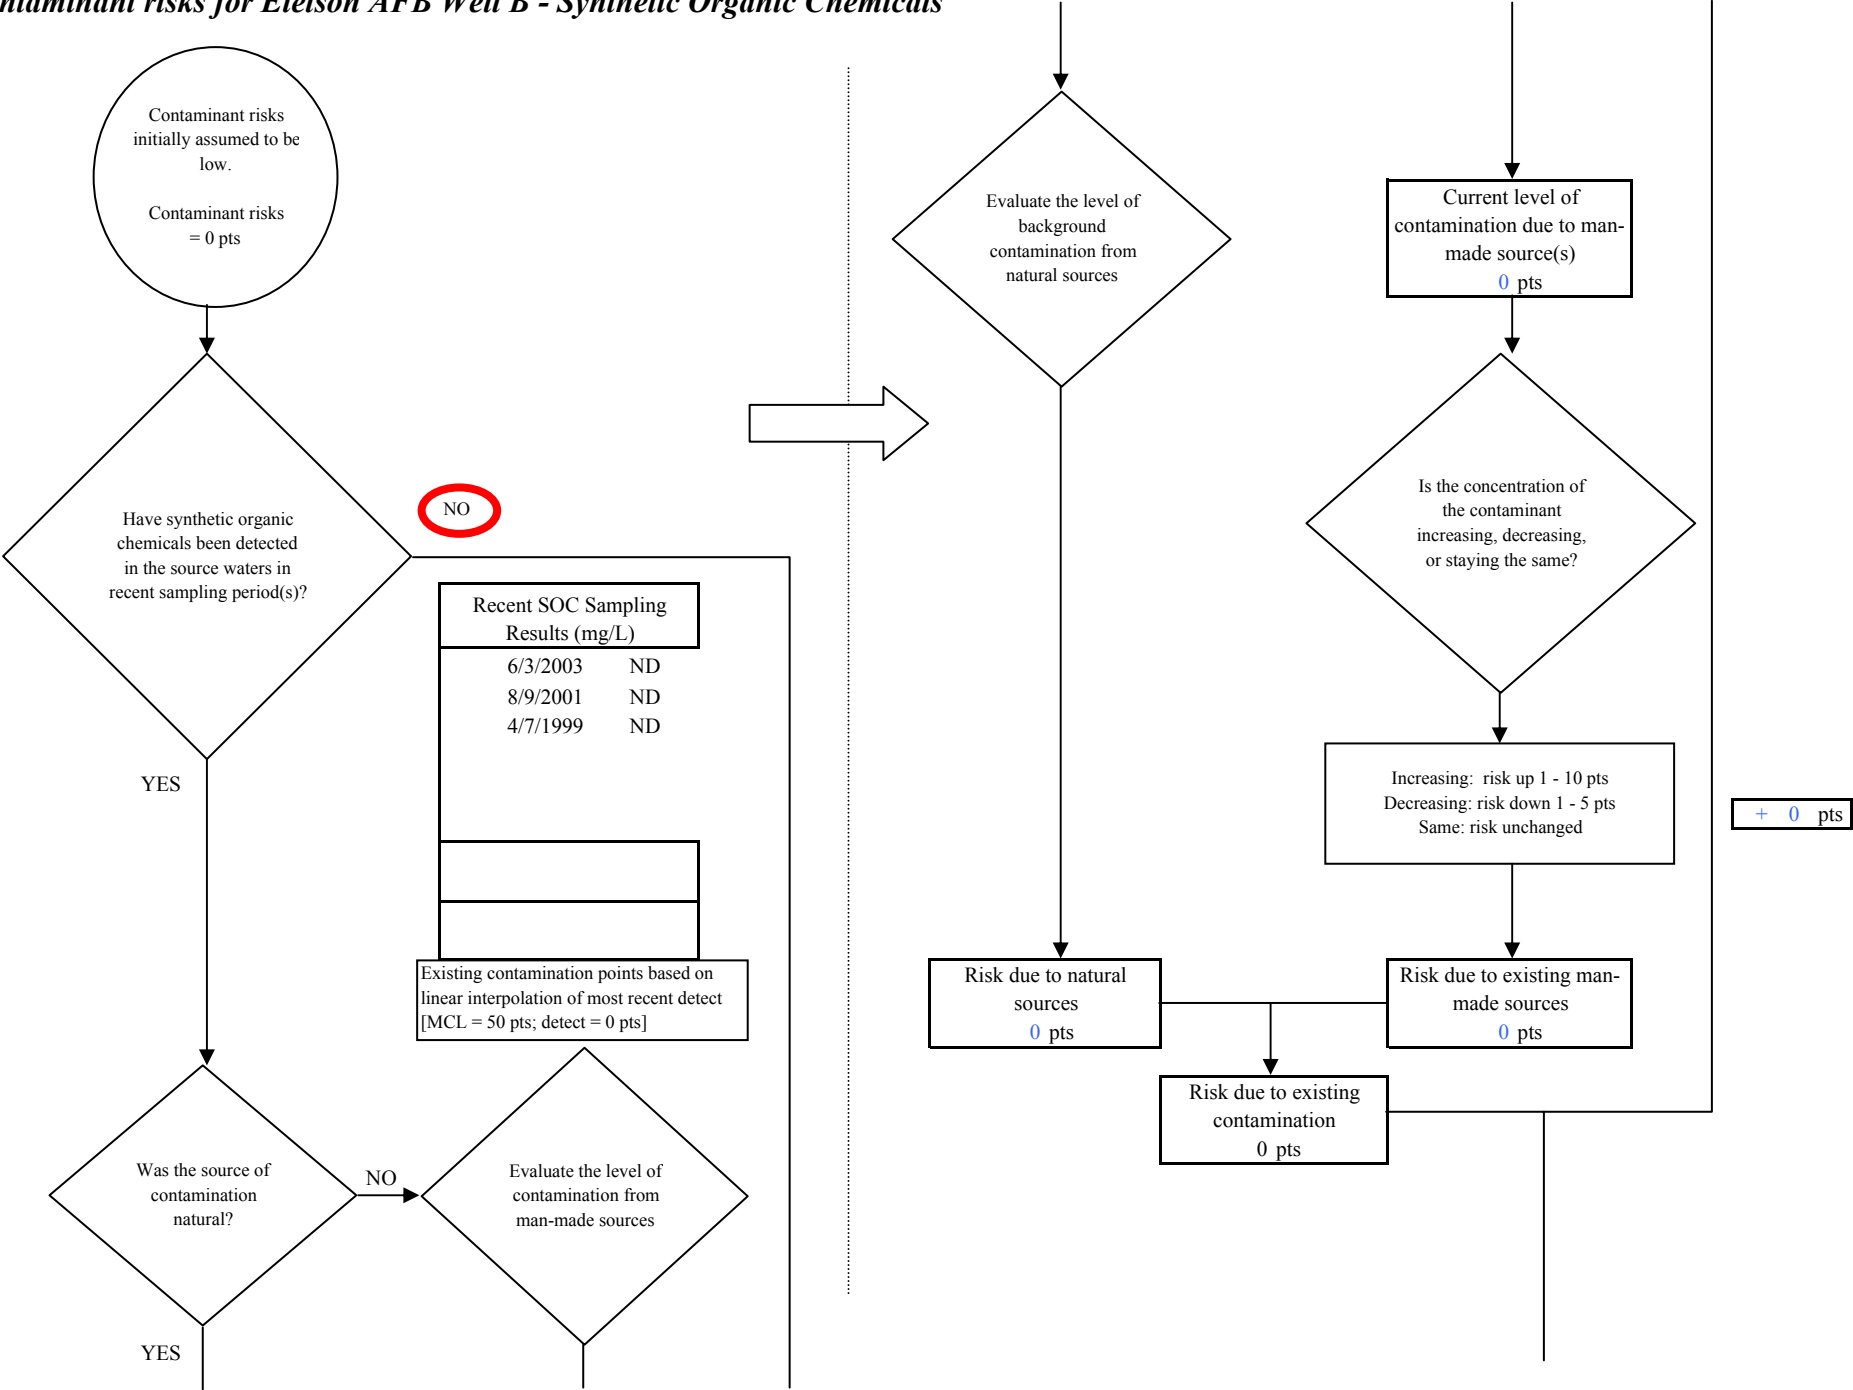 ntaminant risks for Eielson AFB Well B - Synthetic Organic Chemicals
Contaminant risks
initially assumed to be
low.
Contaminant risks
= 0 pts
Have synthetic organic
chemicals been detected
in the source waters in
recent sampling period(s)?
NO
Recent SOC Sampling
Results (mg/L)
6/3/2003 ND
8/9/2001 ND
4/7/1999 ND
YES
Existing contamination points based on
linear interpolation of most recent detect
[MCL = 50 pts; detect = 0 pts]
Was the source of
contamination
natural?
NO
Evaluate the level of
contamination from
man-made sources
YES
Evaluate the level of
background
contamination from
natural sources
Current level of
contamination due to man-
made source(s)
0 pts
Is the concentration of
the contaminant
increasing, decreasing,
or staying the same?
Increasing: risk up 1 - 10 pts
Decreasing: risk down 1 - 5 pts
Same: risk unchanged
+ 0 pts
Risk due to natural
sources
0 pts
Risk due to existing man-
made sources
0 pts
Risk due to existing
contamination
0 pts